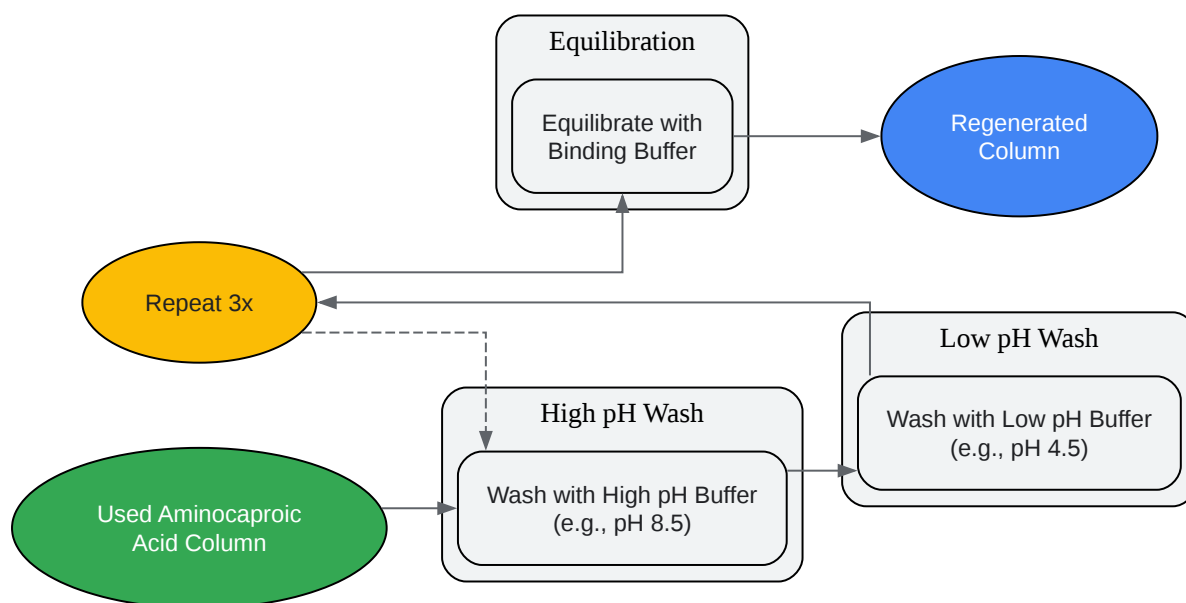 Equilibration
Equilibrate with
Binding Buffer
Regenerated
Column
Repeat 3x
Low pH Wash
Wash with Low pH Buffer
(e.g., pH 4.5)
High pH Wash
Wash with High pH Buffer
(e.g., pH 8.5)
Used Aminocaproic
Acid Column